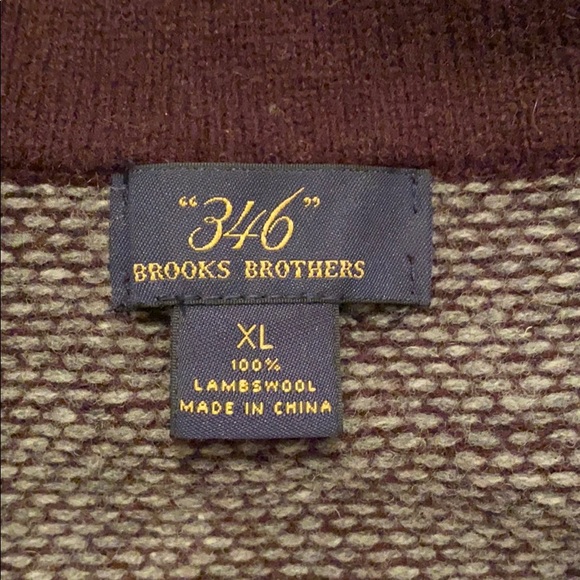 "346"
BROOKS BROTHERS
XL
100%
LAMBSWOOL
MADE IN CHINA